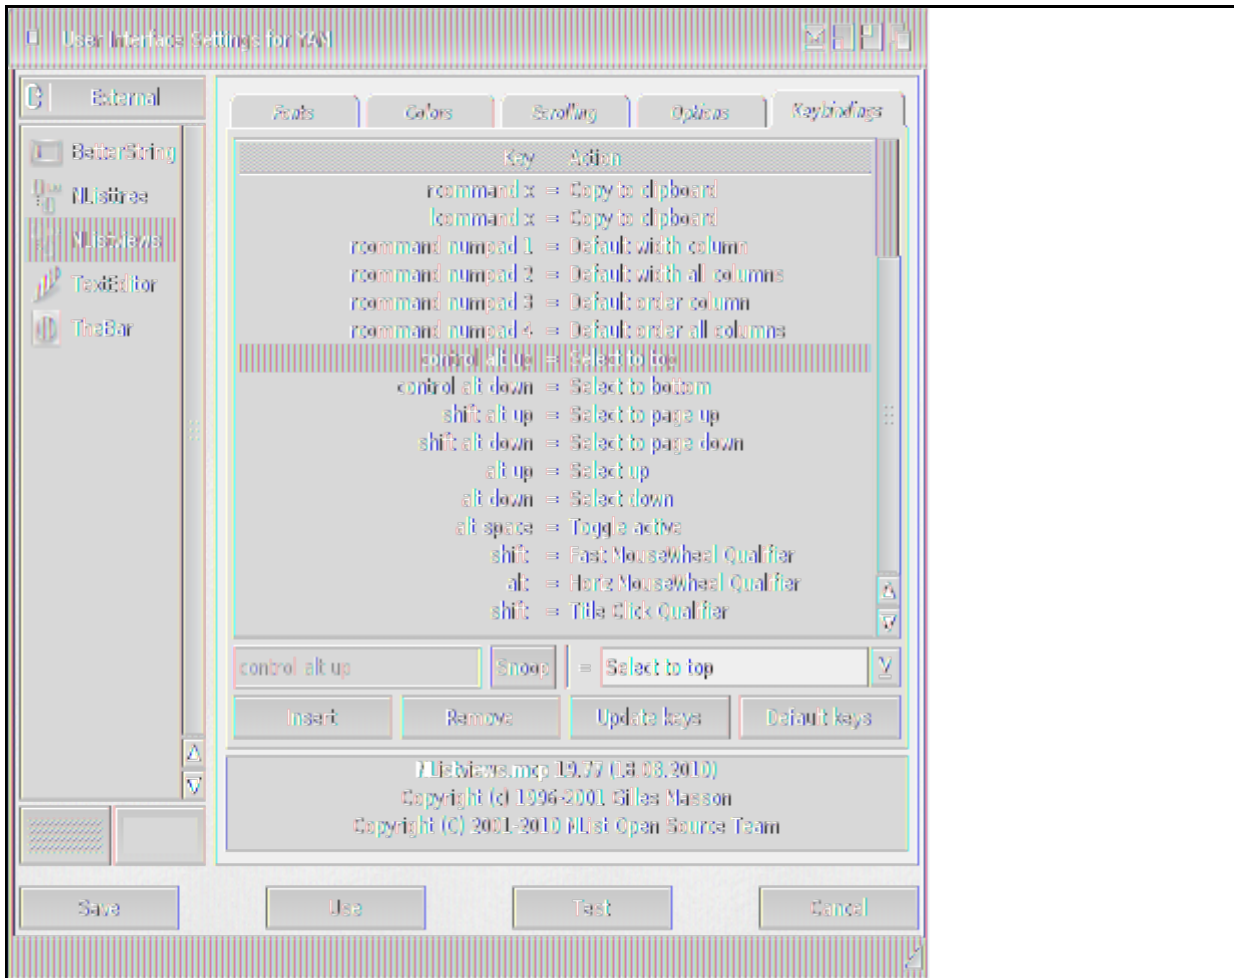 User Interface Settings for YAM
External
BetterString
NListtree
NListviews
TextEditor
TheBar
Fonts Colors Scrolling Options Keybindings
Key Action
rcommand x = Copy to clipboard
lcommand x = Copy to clipboard
rcommand numpad 1 = Default width column
rcommand numpad 2 = Default width all columns
rcommand numpad 3 = Default order column
rcommand numpad 4 = Default order all columns
control alt up = Select to top
control alt down = Select to bottom
shift alt up = Select to page up
shift alt down = Select to page down
alt up = Select up
alt down = Select down
alt space = Toggle active
shift = Fast MouseWheel Qualifier
alt = Horiz MouseWheel Qualifier
shift = Title Click Qualifier
control alt up Snoop = Select to top
Insert Remove Update keys Default keys
NListviews.mcp 19.77 (18.03.2010)
Copyright (c) 1996-2001 Gilles Masson
Copyright (C) 2001-2010 NList Open Source Team
Save Use Test Cancel